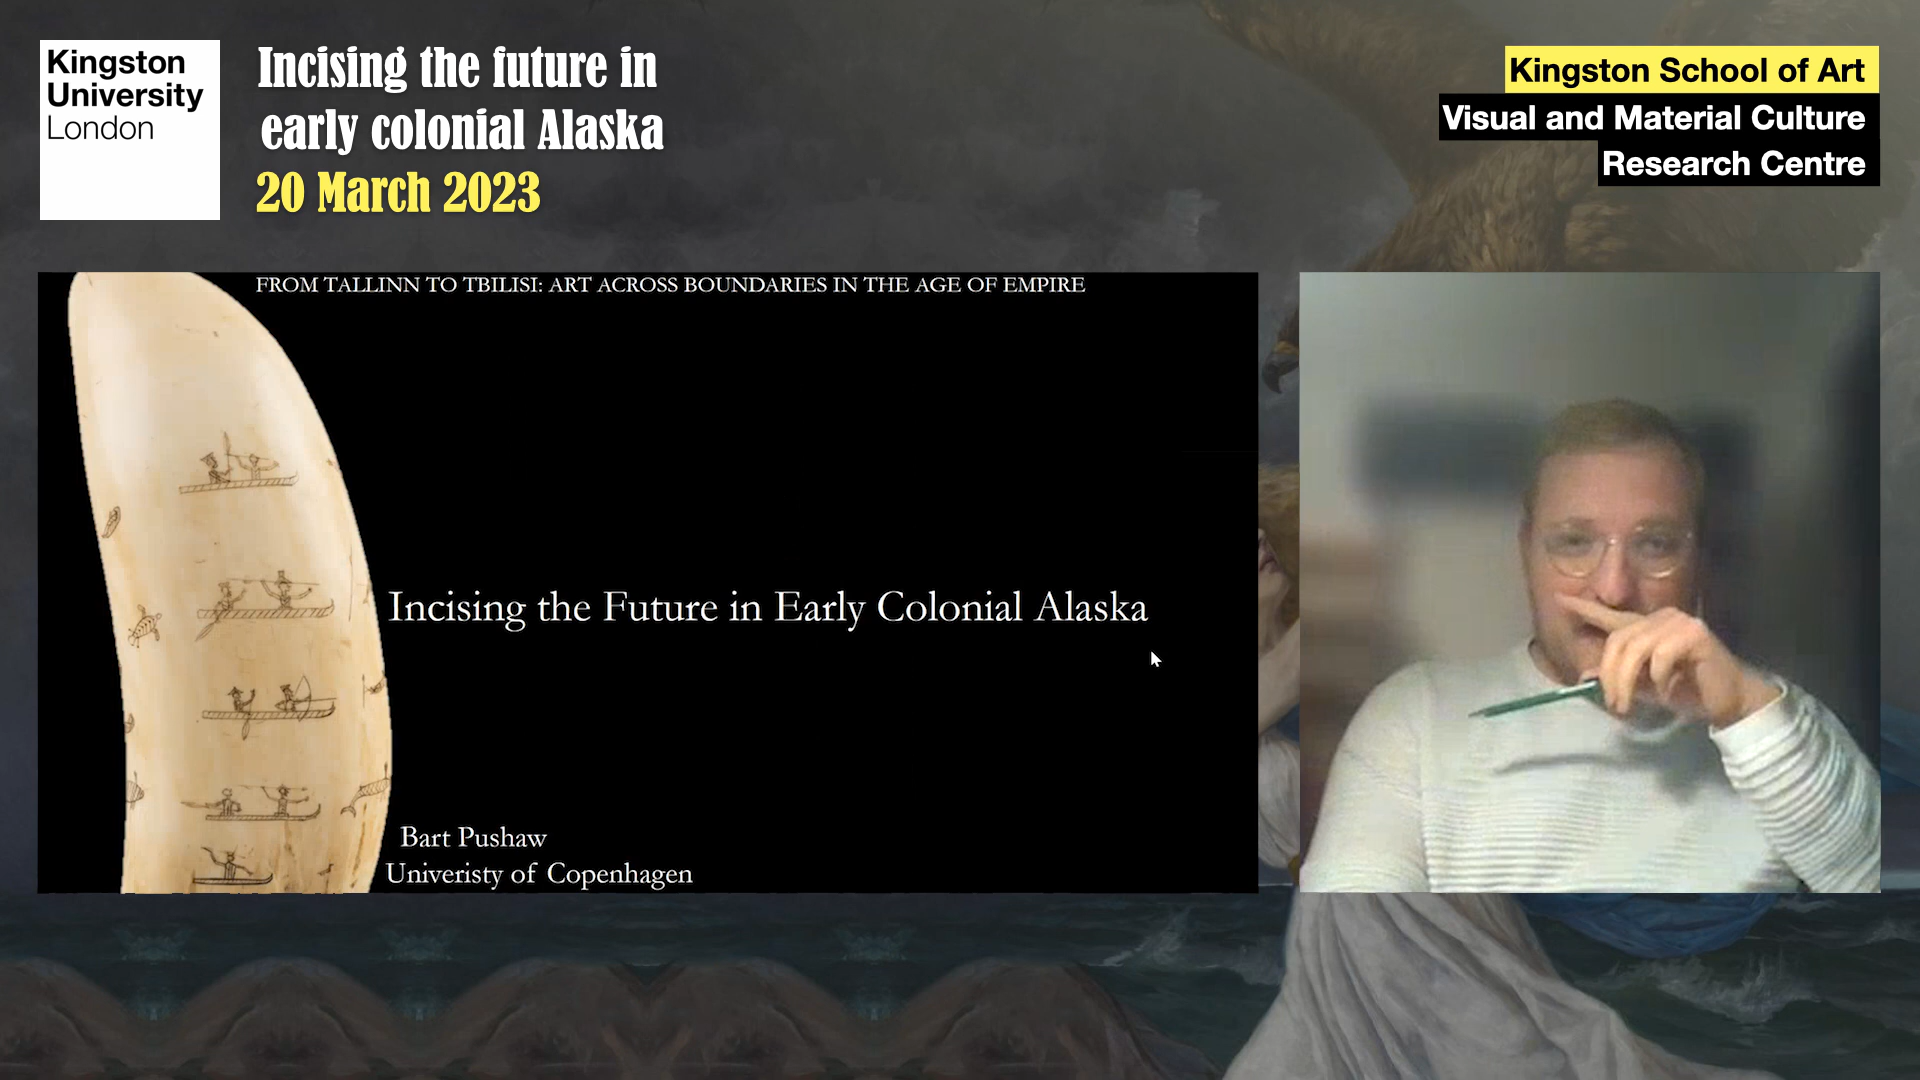 Kingston
University
London
Incising the future in
early colonial Alaska
20 March 2023
Kingston School of Art
Visual and Material Culture
Research Centre
FROM TALLINN TO TBILISI: ART ACROSS BOUNDARIES IN THE AGE OF EMPIRE
Incising the Future in Early Colonial Alaska
Bart Pushaw
Univeristy of Copenhagen